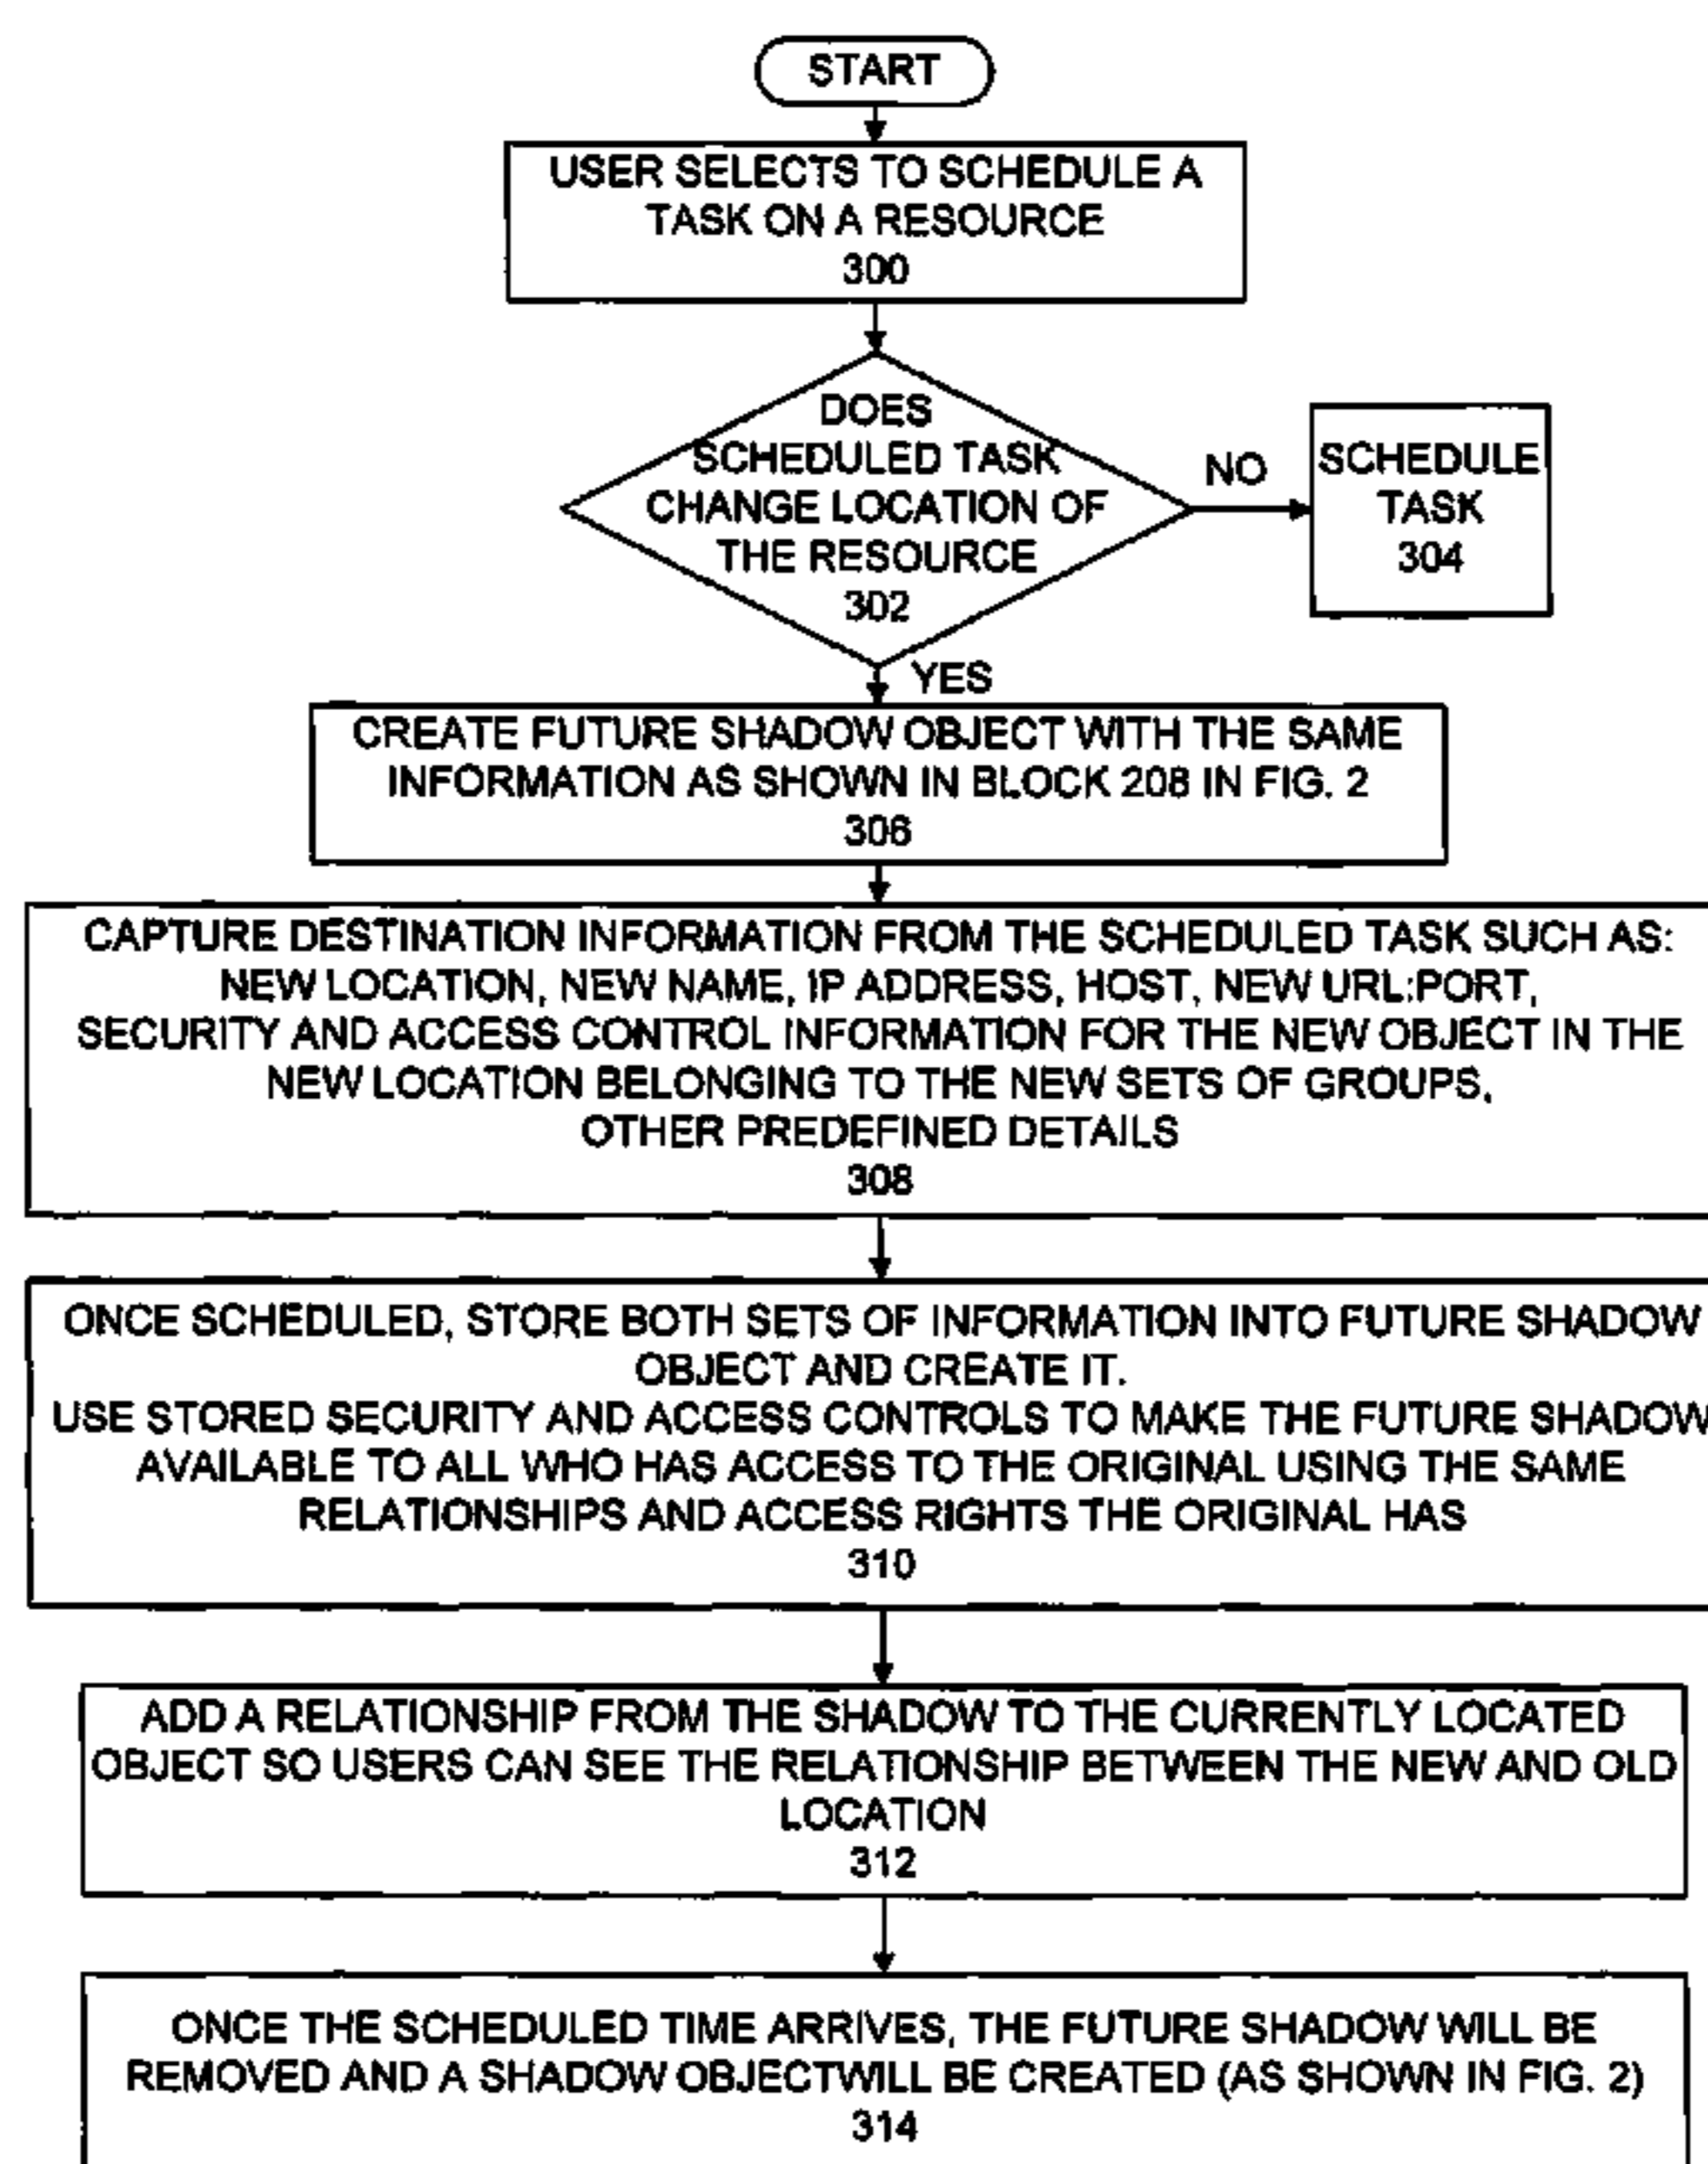 START
USER SELECTS TO SCHEDULE A
TASK ON A RESOURCE
300
DOES
SCHEDULED TASK
CHANGE LOCATION OF
THE RESOURCE
302
NO
SCHEDULE
TASK
304
YES
CREATE FUTURE SHADOW OBJECT WITH THE SAME
INFORMATION AS SHOWN IN BLOCK 208 IN FIG. 2
306
CAPTURE DESTINATION INFORMATION FROM THE SCHEDULED TASK SUCH AS:
NEW LOCATION, NEW NAME, IP ADDRESS, HOST, NEW URL:PORT,
SECURITY AND ACCESS CONTROL INFORMATION FOR THE NEW OBJECT IN THE
NEW LOCATION BELONGING TO THE NEW SETS OF GROUPS,
OTHER PREDEFINED DETAILS
308
ONCE SCHEDULED, STORE BOTH SETS OF INFORMATION INTO FUTURE SHADOW
OBJECT AND CREATE IT.
USE STORED SECURITY AND ACCESS CONTROLS TO MAKE THE FUTURE SHADOW
AVAILABLE TO ALL WHO HAS ACCESS TO THE ORIGINAL USING THE SAME
RELATIONSHIPS AND ACCESS RIGHTS THE ORIGINAL HAS
310
ADD A RELATIONSHIP FROM THE SHADOW TO THE CURRENTLY LOCATED
OBJECT SO USERS CAN SEE THE RELATIONSHIP BETWEEN THE NEW AND OLD
LOCATION
312
ONCE THE SCHEDULED TIME ARRIVES, THE FUTURE SHADOW WILL BE
REMOVED AND A SHADOW OBJECTWILL BE CREATED (AS SHOWN IN FIG. 2)
314